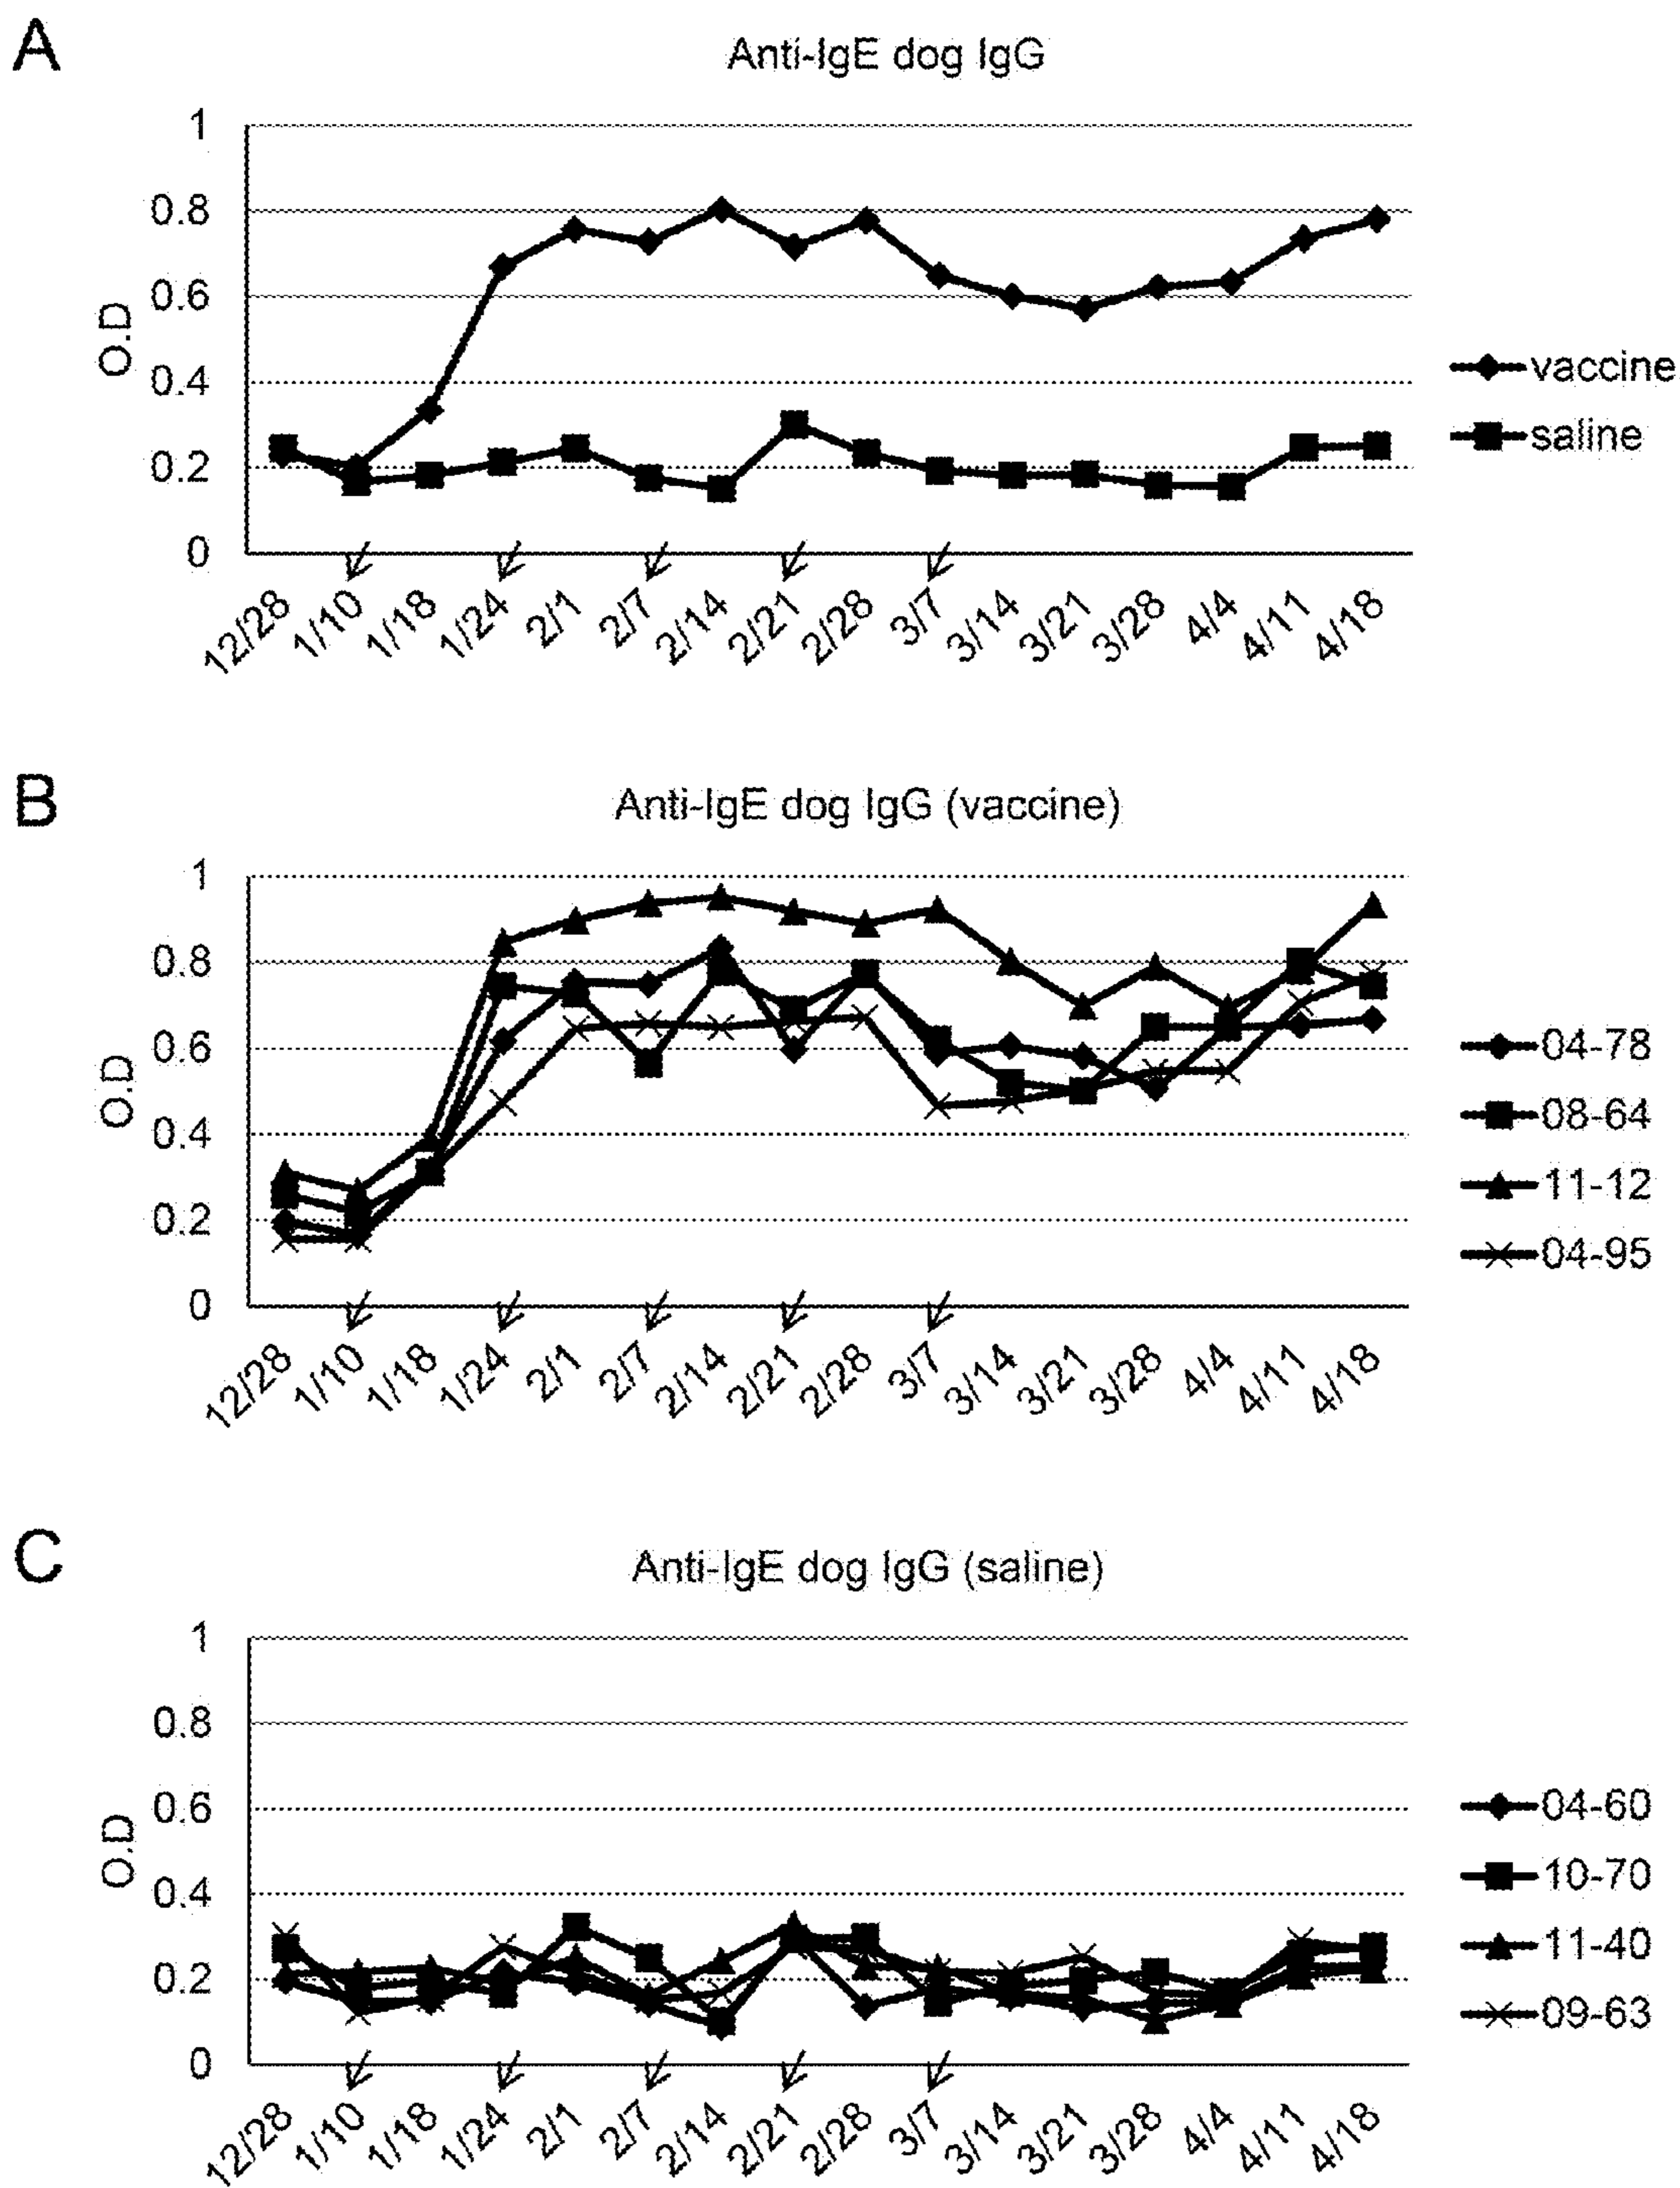 A
Anti-IgE dog IgG
1
0.8
0.6
0.4
0.2
0
O.D
vaccine
saline
12/28 1/10 1/18 1/24 2/1 2/7 2/14 2/21 2/28 3/7 3/14 3/21 3/28 4/4 4/11 4/18
B
Anti-IgE dog IgG (vaccine)
1
0.8
0.6
0.4
0.2
0
O.D
04-78
08-64
11-12
04-95
12/28 1/10 1/18 1/24 2/1 2/7 2/14 2/21 2/28 3/7 3/14 3/21 3/28 4/4 4/11 4/18
C
Anti-IgE dog IgG (saline)
1
0.8
0.6
0.4
0.2
0
O.D
04-60
10-70
11-40
09-63
12/28 1/10 1/18 1/24 2/1 2/7 2/14 2/21 2/28 3/7 3/14 3/21 3/28 4/4 4/11 4/18